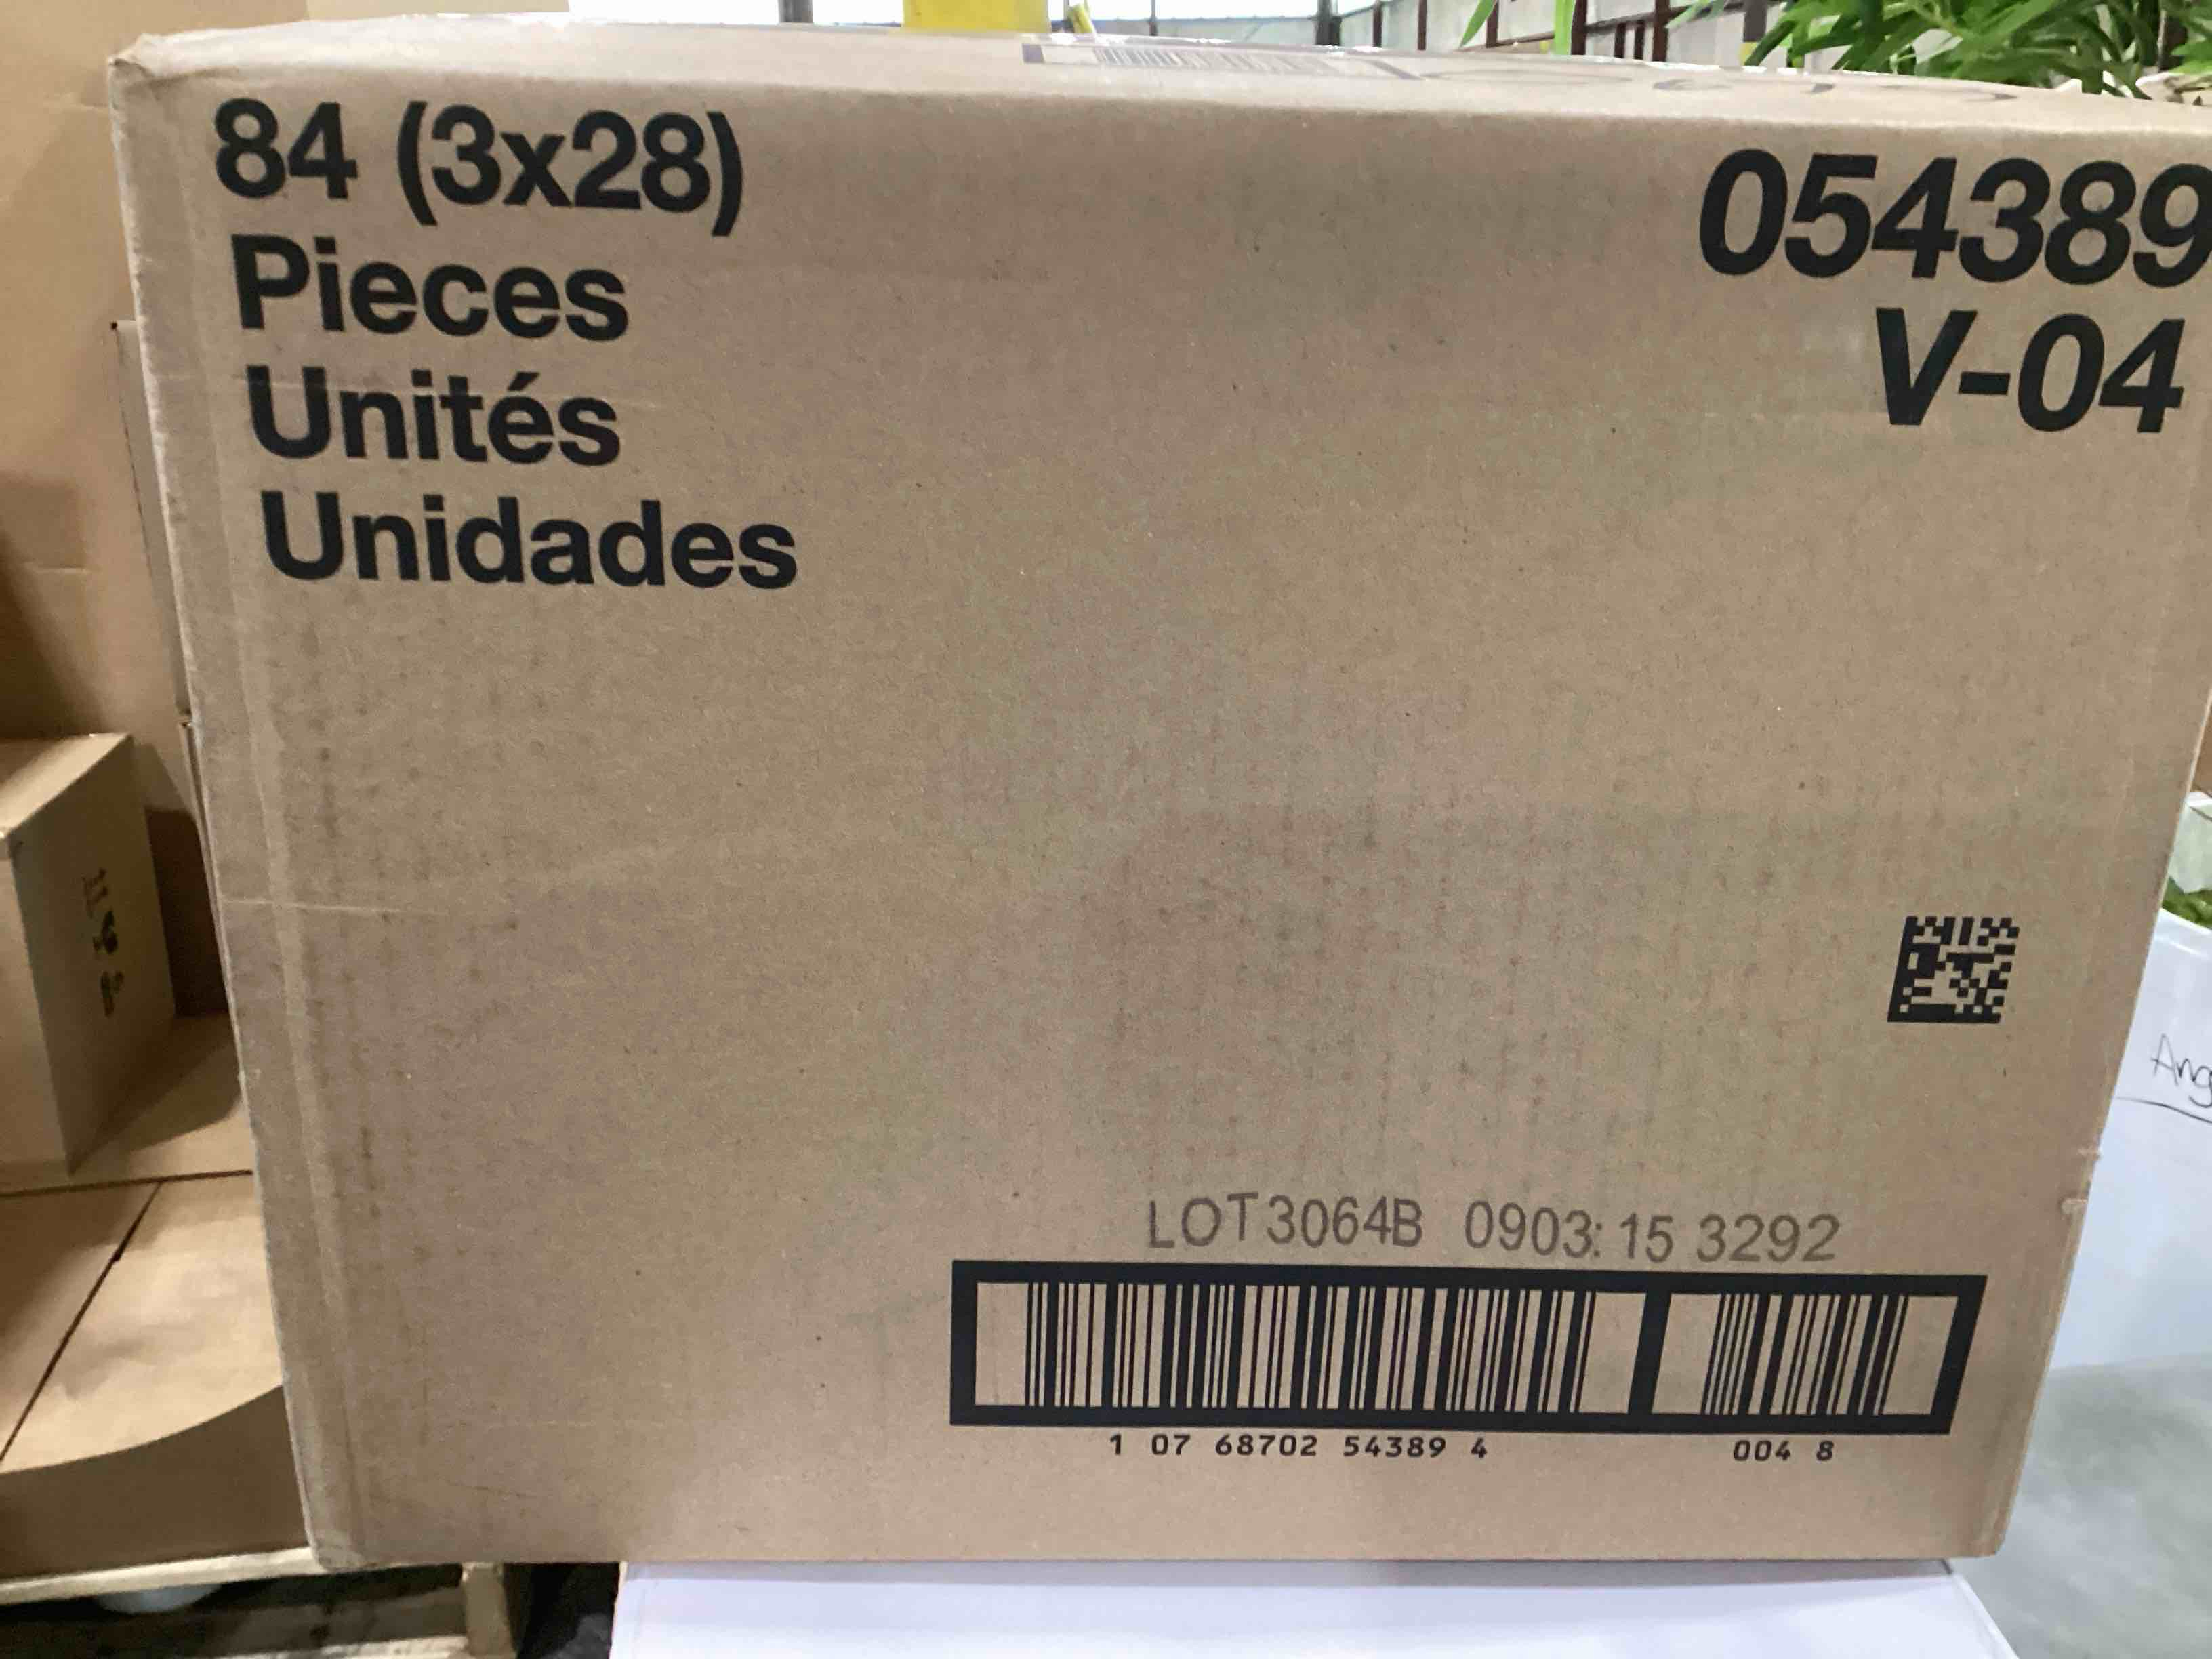 84 (3x28)
Pieces
Unités
Unidades
054389
V-04
LOT3064B 0903:15 3292
1 07 68702 54389 4
004 8